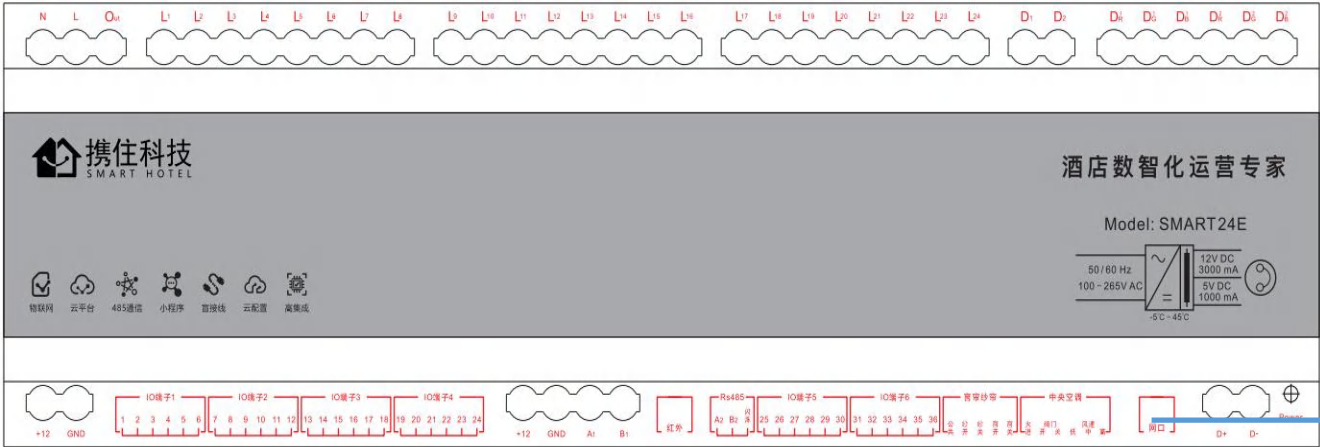 N L Out L1 L2 L3 L4 L5 L6 L7 L8 L9 L10 L11 L12 L13 L14 L15 L16 L17 L18 L19 L20 L21 L22 L23 L24 D1 D2
携住科技
SMART HOTEL
酒店数智化运营专家
Model: SMART24E
50/60 Hz
100-265V AC
12V DC
3000 mA
5V DC
1000 mA
-5℃-45℃
物联网 云平台 485通信 小程序 盲接线 云配置 高集成
IO端子1 IO端子2 IO端子3 IO端子4 Rs485 IO端子5 IO端子6 窗帘纱帘 中央空调
1 2 3 4 5 6 7 8 9 10 11 12 13 14 15 16 17 18 19 20 21 22 23 24 A2 B2 25 26 27 28 29 30 31 32 33 34 35 36
+12 GND +12 GND A1 B1 红外 网口 D+ D-